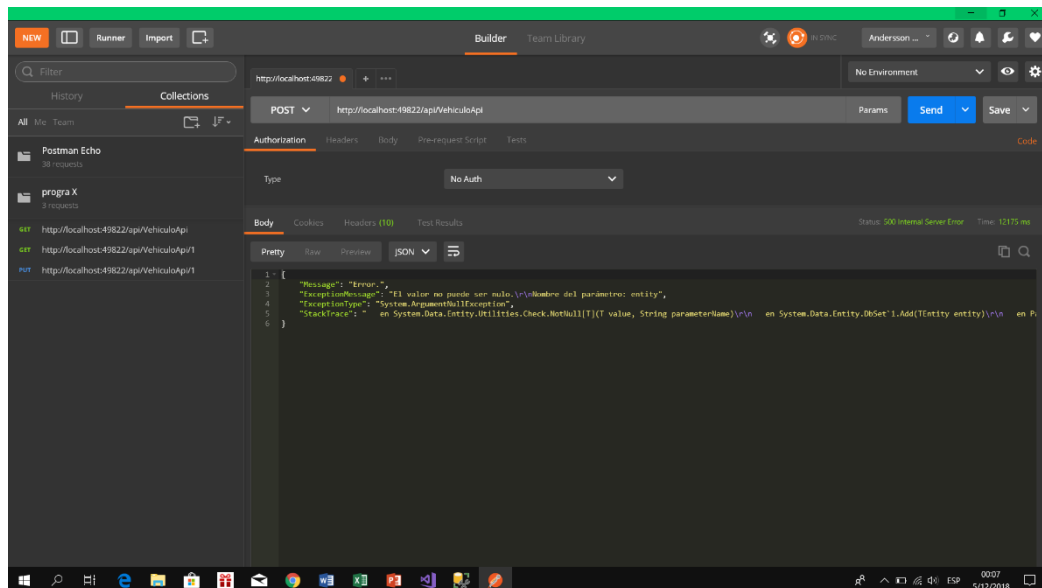 NEW Runner Import Builder Team Library IN SYNC Andersson ...
Filter
http://localhost:49822 + ... No Environment
History Collections
POST http://localhost:49822/api/VehiculoApi Params Send Save
All Me Team
Authorization Headers Body Pre-request Script Tests Code
Postman Echo
38 requests
Type No Auth
progra X
3 requests
Body Cookies Headers (10) Test Results Status: 500 Internal Server Error Time: 12175 ms
GET http://localhost:49822/api/VehiculoApi
GET http://localhost:49822/api/VehiculoApi/1
Pretty Raw Preview JSON
PUT http://localhost:49822/api/VehiculoApi/1
1 {
2 "Message": "Error.",
3 "ExceptionMessage": "El valor no puede ser nulo.\r\nNombre del parámetro: entity",
4 "ExceptionType": "System.ArgumentNullException",
5 "StackTrace": " en System.Data.Entity.Utilities.Check.NotNull[T](T value, String parameterName)\r\n en System.Data.Entity.DbSet`1.Add(TEntity entity)\r\n en
6 }
ESP 00:07
5/12/2018